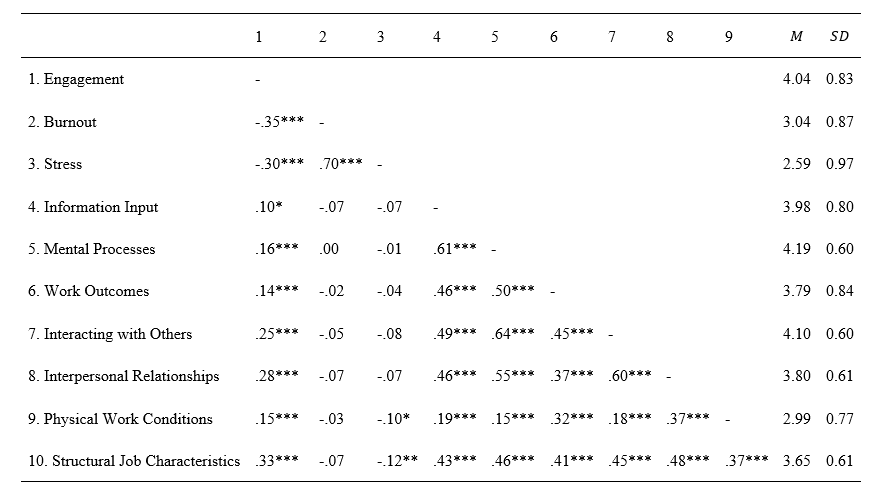 1 2 3 4 5 6 7 8 9 M SD
1. Engagement - 4.04 0.83
2. Burnout -.35*** - 3.04 0.87
3. Stress -.30*** .70*** - 2.59 0.97
4. Information Input .10* -.07 -.07 - 3.98 0.80
5. Mental Processes .16*** .00 -.01 .61*** - 4.19 0.60
6. Work Outcomes .14*** -.02 -.04 .46*** .50*** - 3.79 0.84
7. Interacting with Others .25*** -.05 -.08 .49*** .64*** .45*** - 4.10 0.60
8. Interpersonal Relationships .28*** -.07 -.07 .46*** .55*** .37*** .60*** - 3.80 0.61
9. Physical Work Conditions .15*** -.03 -.10* .19*** .15*** .32*** .18*** .37*** - 2.99 0.77
10. Structural Job Characteristics .33*** -.07 -.12** .43*** .46*** .41*** .45*** .48*** .37*** 3.65 0.61